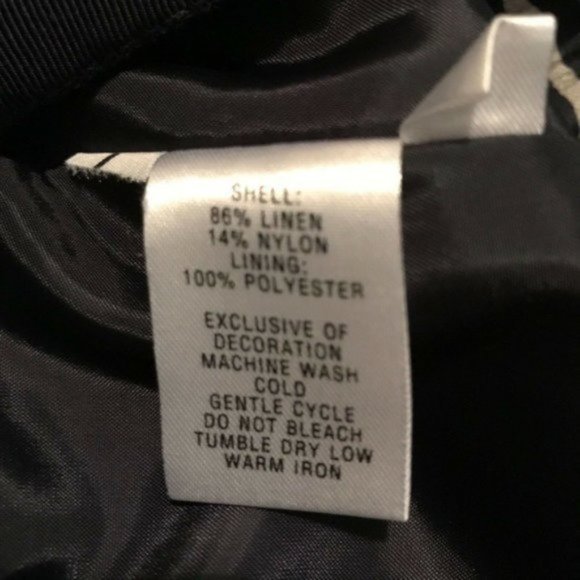 SHELL:
86% LINEN
14% NYLON
LINING:
100% POLYESTER
EXCLUSIVE OF
DECORATION
MACHINE WASH
COLD
GENTLE CYCLE
DO NOT BLEACH
TUMBLE DRY LOW
WARM IRON